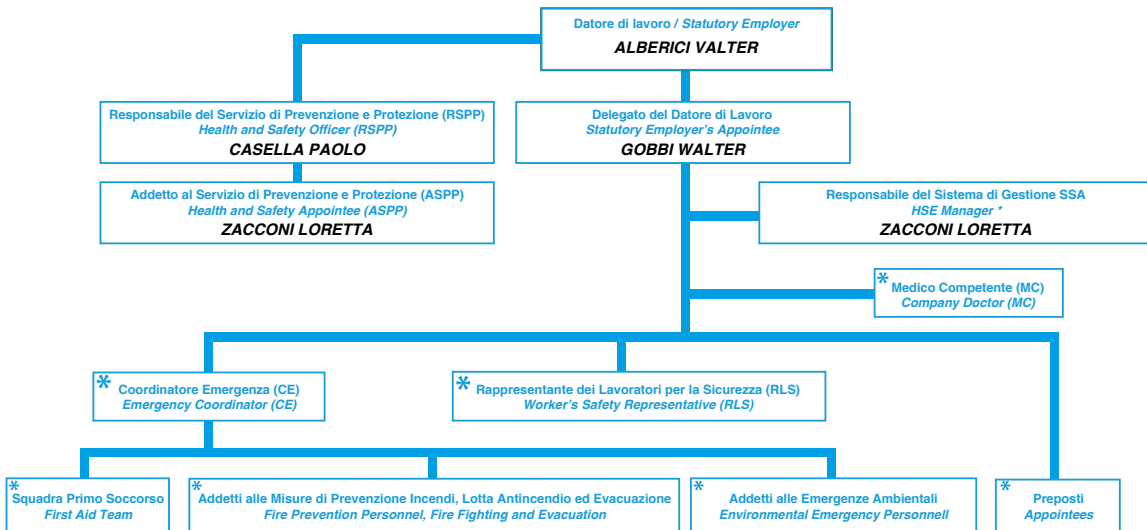 Datore di lavoro / Statutory Employer
ALBERICI VALTER
Responsabile del Servizio di Prevenzione e Protezione (RSPP)
Health and Safety Officer (RSPP)
CASELLA PAOLO
Delegato del Datore di Lavoro
Statutory Employer's Appointee
GOBBI WALTER
Addetto al Servizio di Prevenzione e Protezione (ASPP)
Health and Safety Appointee (ASPP)
ZACCONI LORETTA
Responsabile del Sistema di Gestione SSA
HSE Manager *
ZACCONI LORETTA
* Medico Competente (MC)
Company Doctor (MC)
* Coordinatore Emergenza (CE)
Emergency Coordinator (CE)
* Rappresentante dei Lavoratori per la Sicurezza (RLS)
Worker's Safety Representative (RLS)
* Squadra Primo Soccorso
First Aid Team
* Addetti alle Misure di Prevenzione Incendi, Lotta Antincendio ed Evacuazione
Fire Prevention Personnel, Fire Fighting and Evacuation
* Addetti alle Emergenze Ambientali
Environmental Emergency Personnell
* Preposti
Appointees